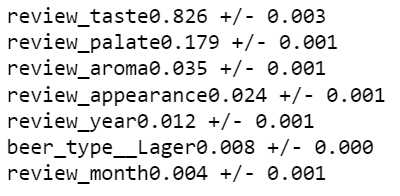 review_taste0.826 +/- 0.003
review_palate0.179 +/- 0.001
review_aroma0.035 +/- 0.001
review_appearance0.024 +/- 0.001
review_year0.012 +/- 0.001
beer_type__Lager0.008 +/- 0.000
review_month0.004 +/- 0.001